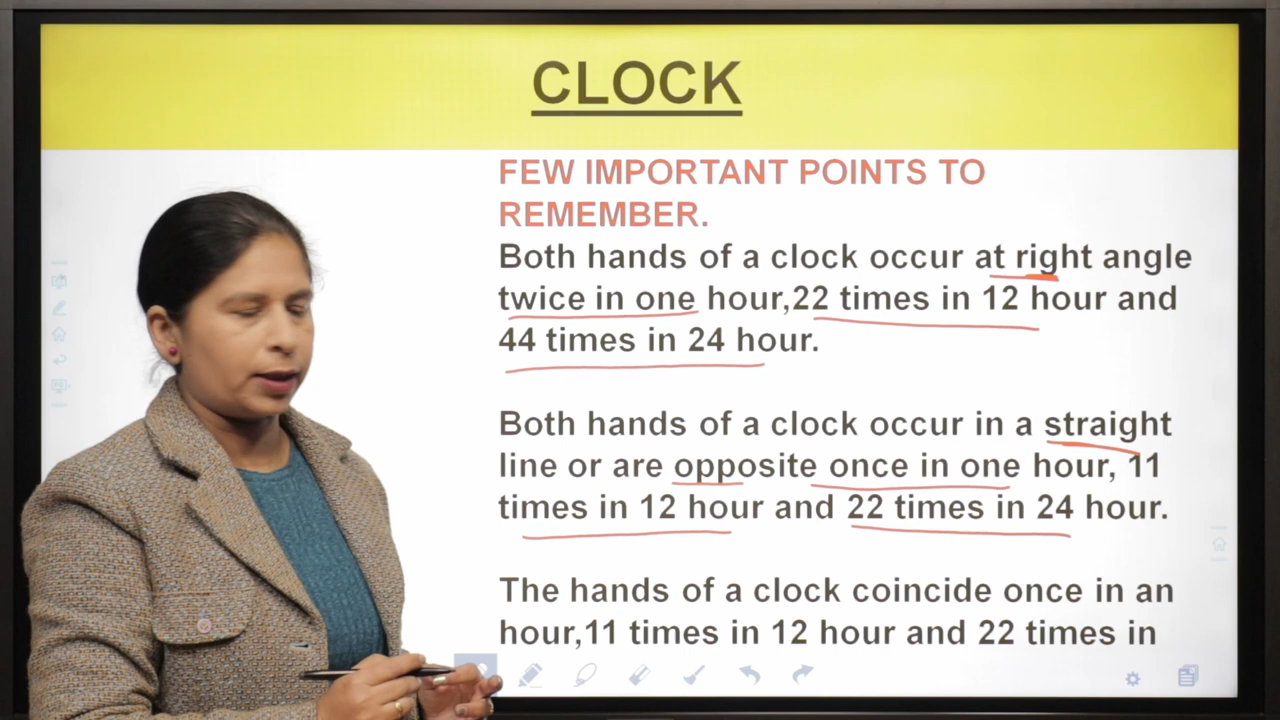 CLOCK
FEW IMPORTANT POINTS TO
REMEMBER.
Both hands of a clock occur at right angle
twice in one hour,22 times in 12 hour and
44 times in 24 hour.
Both hands of a clock occur in a straight
line or are opposite once in one hour, 11
times in 12 hour and 22 times in 24 hour.
The hands of a clock coincide once in an
hour,11 times in 12 hour and 22 times in